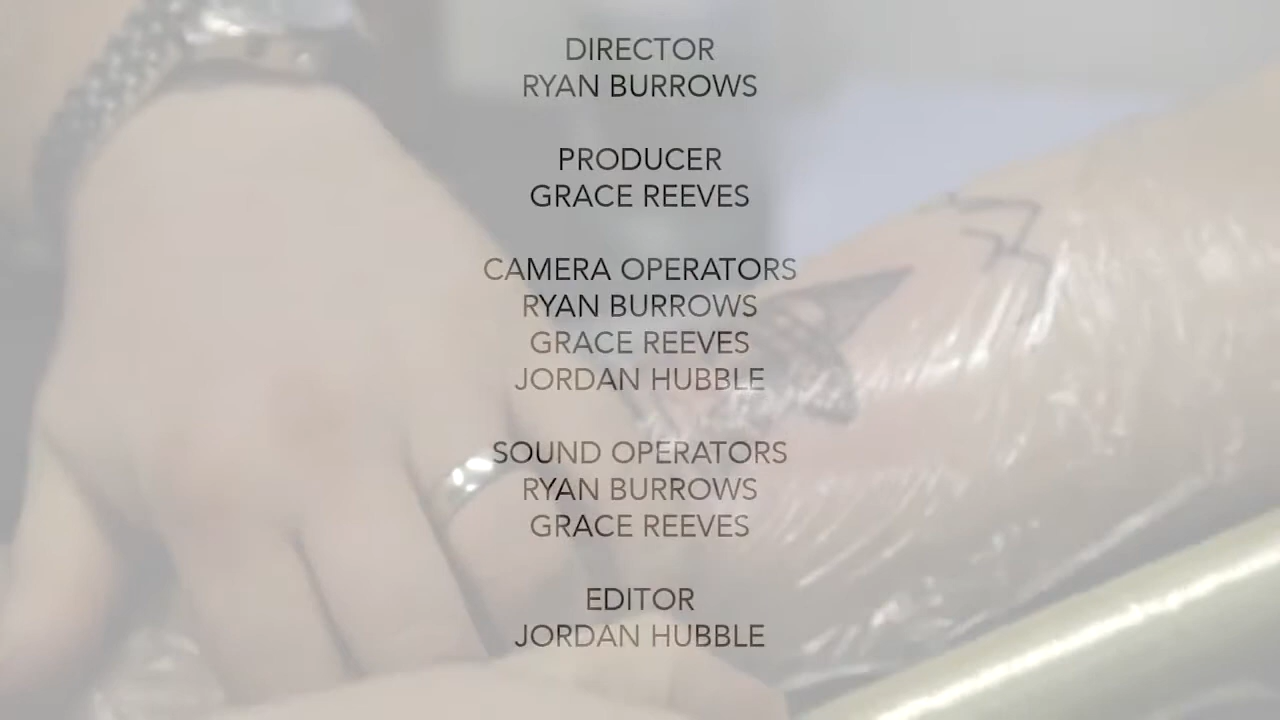 DIRECTOR
RYAN BURROWS
PRODUCER
GRACE REEVES
CAMERA OPERATORS
RYAN BURROWS
GRACE REEVES
JORDAN HUBBLE
SOUND OPERATORS
RYAN BURROWS
GRACE REEVES
EDITOR
JORDAN HUBBLE